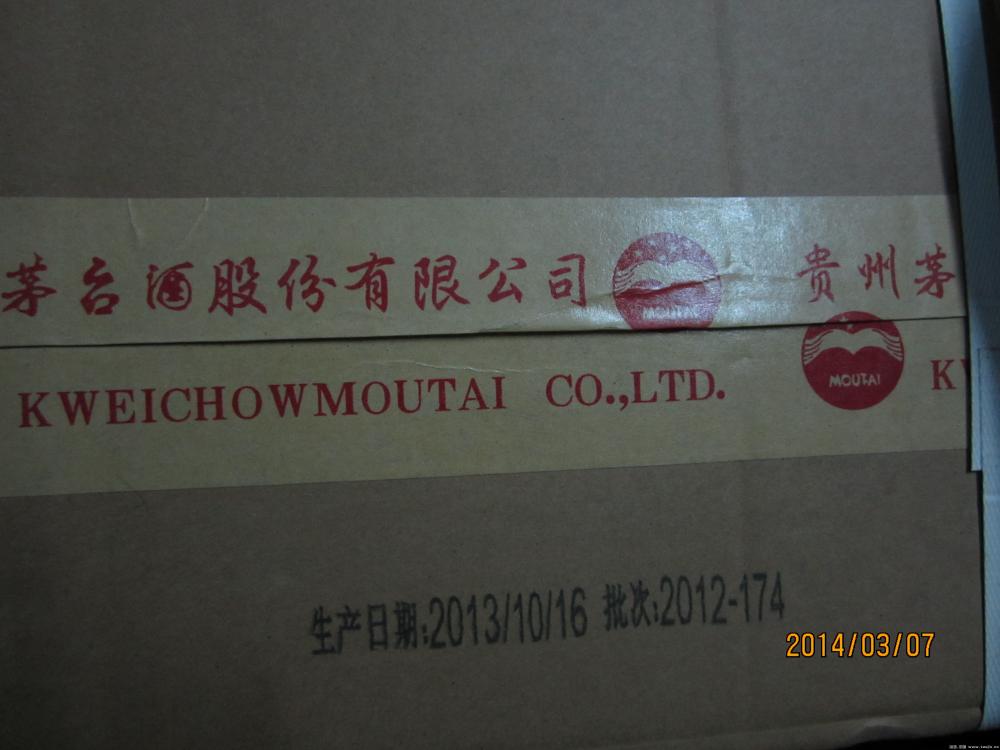 茅台酒股份有限公司 MOUTAI 贵州茅
KWEICHOWMOUTAI CO.,LTD. MOUTAI KW
生产日期:2013/10/16 批次:2012-174
2014/03/07